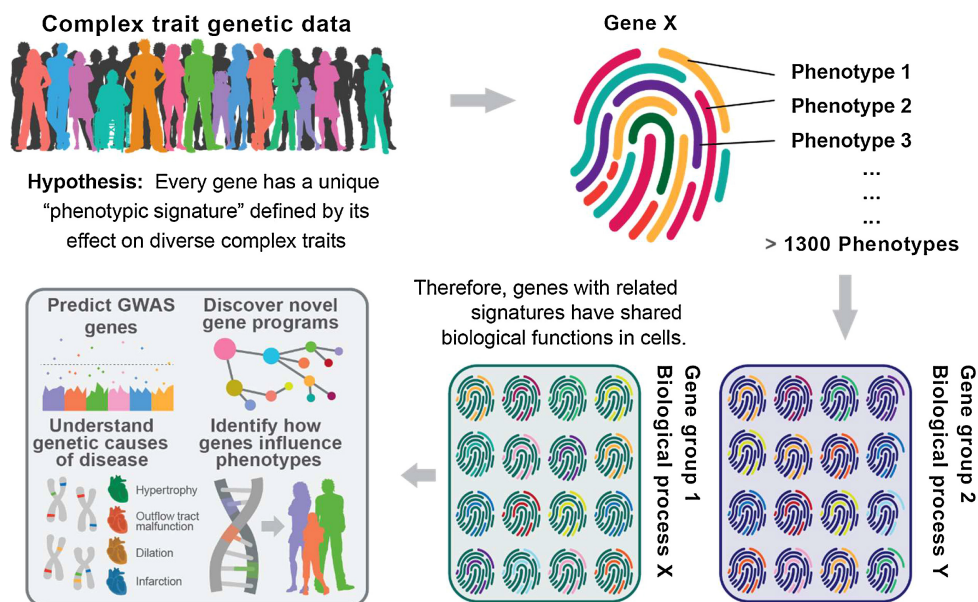 Complex trait genetic data
Hypothesis: Every gene has a unique
“phenotypic signature” defined by its
effect on diverse complex traits
Gene X
Phenotype 1
Phenotype 2
Phenotype 3
...
...
...
> 1300 Phenotypes
Therefore, genes with related
signatures have shared
biological functions in cells.
Gene group 1
Biological process X
Gene group 2
Biological process Y
Predict GWAS
genes
Discover novel
gene programs
Understand
genetic causes
of disease
Hypertrophy
Outflow tract
malfunction
Dilation
Infarction
Identify how
genes influence
phenotypes